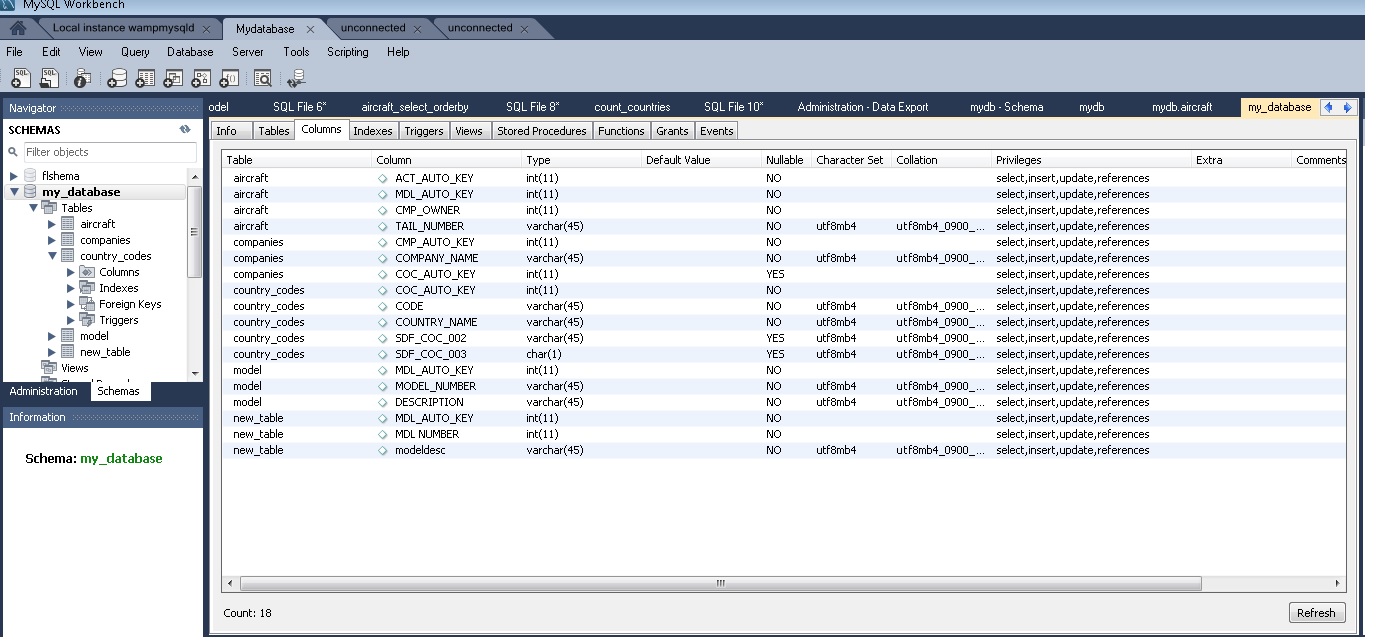 MySQL Workbench
Local instance wampmysqld Mydatabase unconnected unconnected
File Edit View Query Database Server Tools Scripting Help
Navigator
odel SQL File 6* aircraft_select_orderby SQL File 8* count_countries SQL File 10* Administration - Data Export mydb - Schema mydb mydb.aircraft my_database
SCHEMAS
Filter objects
flshema
my_database
Tables
aircraft
companies
country_codes
Columns
Indexes
Foreign Keys
Triggers
model
new_table
Views
Administration Schemas
Information
Schema: my_database
Info Tables Columns Indexes Triggers Views Stored Procedures Functions Grants Events
Table Column Type Default Value Nullable Character Set Collation Privileges Extra Comments
aircraft ACT_AUTO_KEY int(11) NO select,insert,update,references
aircraft MDL_AUTO_KEY int(11) NO select,insert,update,references
aircraft CMP_OWNER int(11) NO select,insert,update,references
aircraft TAIL_NUMBER varchar(45) NO utf8mb4 utf8mb4_0900_... select,insert,update,references
companies CMP_AUTO_KEY int(11) NO select,insert,update,references
companies COMPANY_NAME varchar(45) NO utf8mb4 utf8mb4_0900_... select,insert,update,references
companies COC_AUTO_KEY int(11) YES select,insert,update,references
country_codes COC_AUTO_KEY int(11) NO select,insert,update,references
country_codes CODE varchar(45) NO utf8mb4 utf8mb4_0900_... select,insert,update,references
country_codes COUNTRY_NAME varchar(45) NO utf8mb4 utf8mb4_0900_... select,insert,update,references
country_codes SDF_COC_002 varchar(45) YES utf8mb4 utf8mb4_0900_... select,insert,update,references
country_codes SDF_COC_003 char(1) YES utf8mb4 utf8mb4_0900_... select,insert,update,references
model MDL_AUTO_KEY int(11) NO select,insert,update,references
model MODEL_NUMBER varchar(45) NO utf8mb4 utf8mb4_0900_... select,insert,update,references
model DESCRIPTION varchar(45) NO utf8mb4 utf8mb4_0900_... select,insert,update,references
new_table MDL_AUTO_KEY int(11) NO select,insert,update,references
new_table MDL NUMBER int(11) NO select,insert,update,references
new_table modeldesc varchar(45) NO utf8mb4 utf8mb4_0900_... select,insert,update,references
Count: 18
Refresh